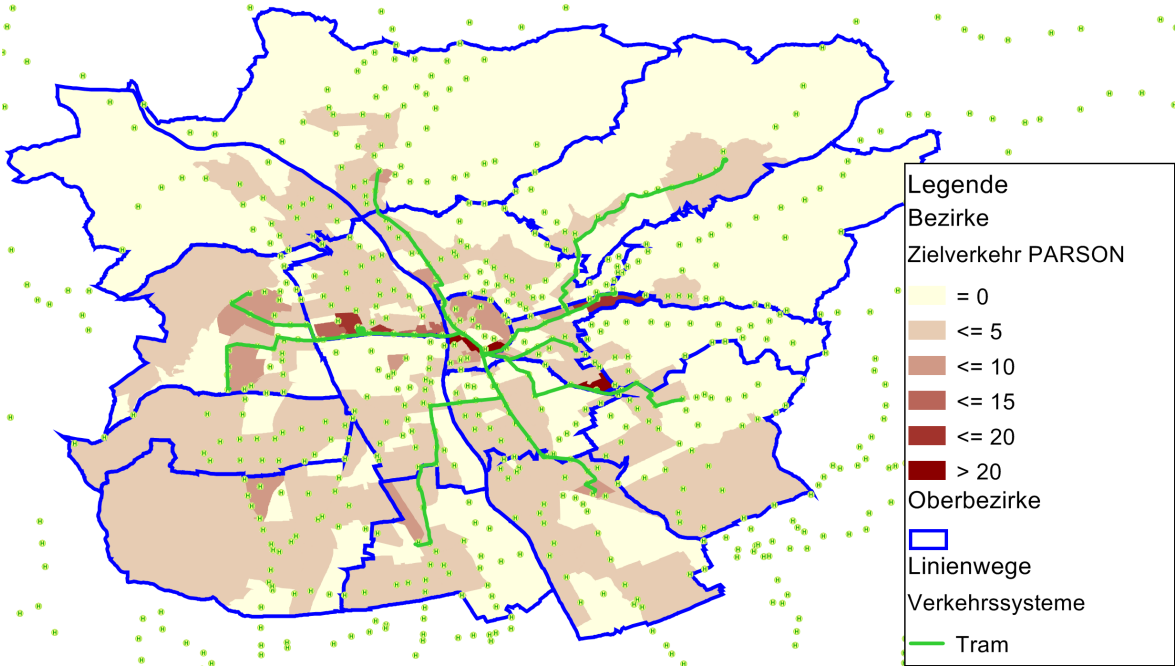 Legende
Bezirke
Zielverkehr PARSON
= 0
<= 5
<= 10
<= 15
<= 20
> 20
Oberbezirke
Linienwege
Verkehrssysteme
Tram